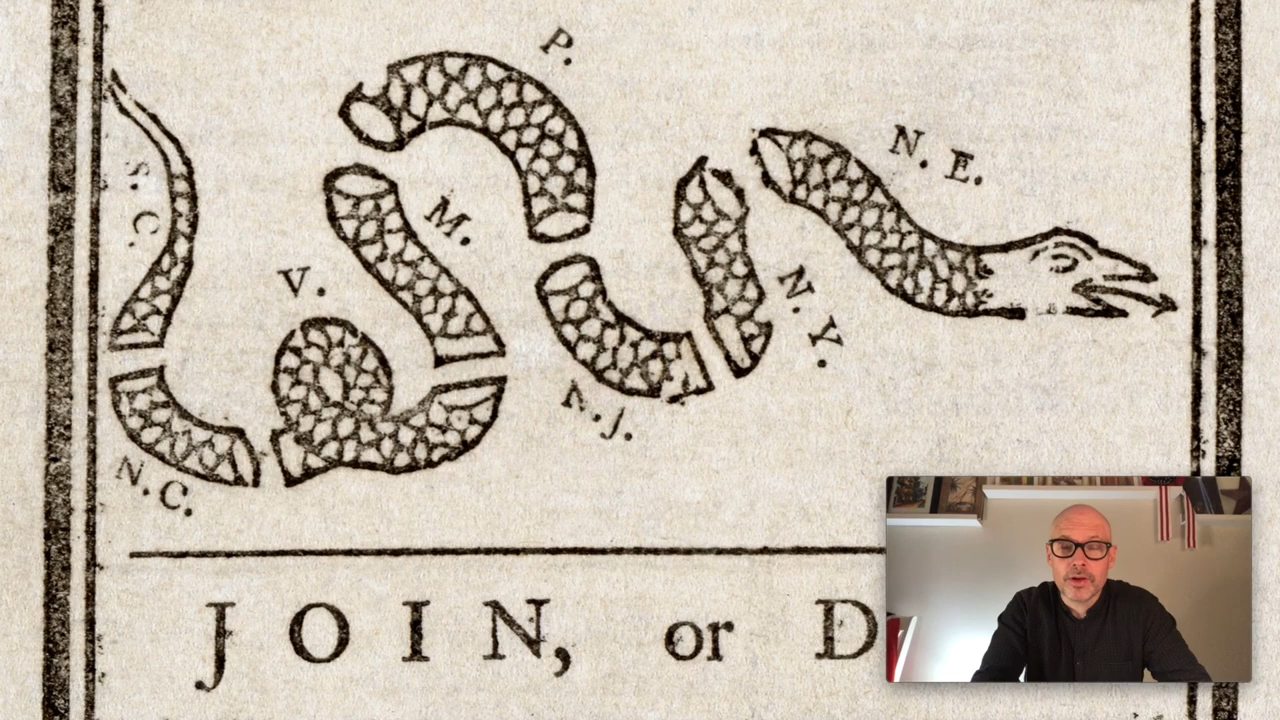 P.
N. E.
S. C.
M.
V.
N. Y.
N. J.
N. C.
JOIN, or D